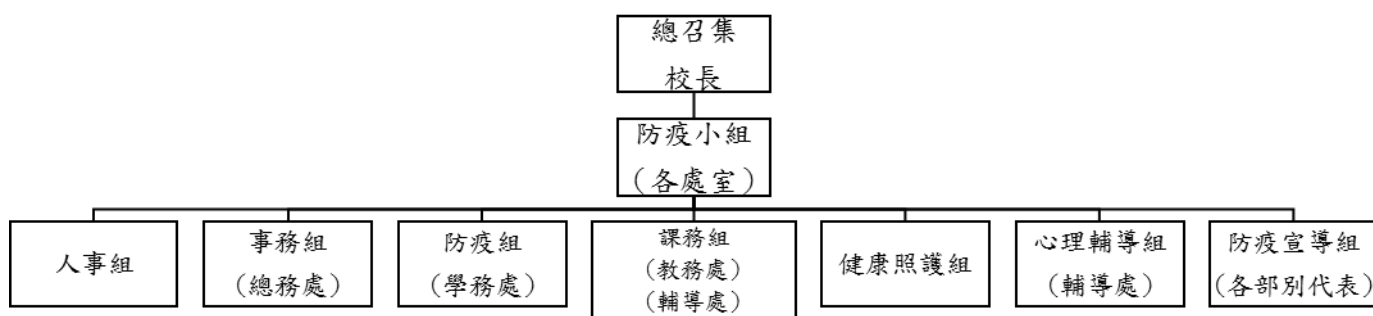 總召集
校長
防疫小組
(各處室)
人事組
事務組
(總務處)
防疫組
(學務處)
課務組
(教務處)
(輔導處)
健康照護組
心理輔導組
(輔導處)
防疫宣導組
(各部別代表)